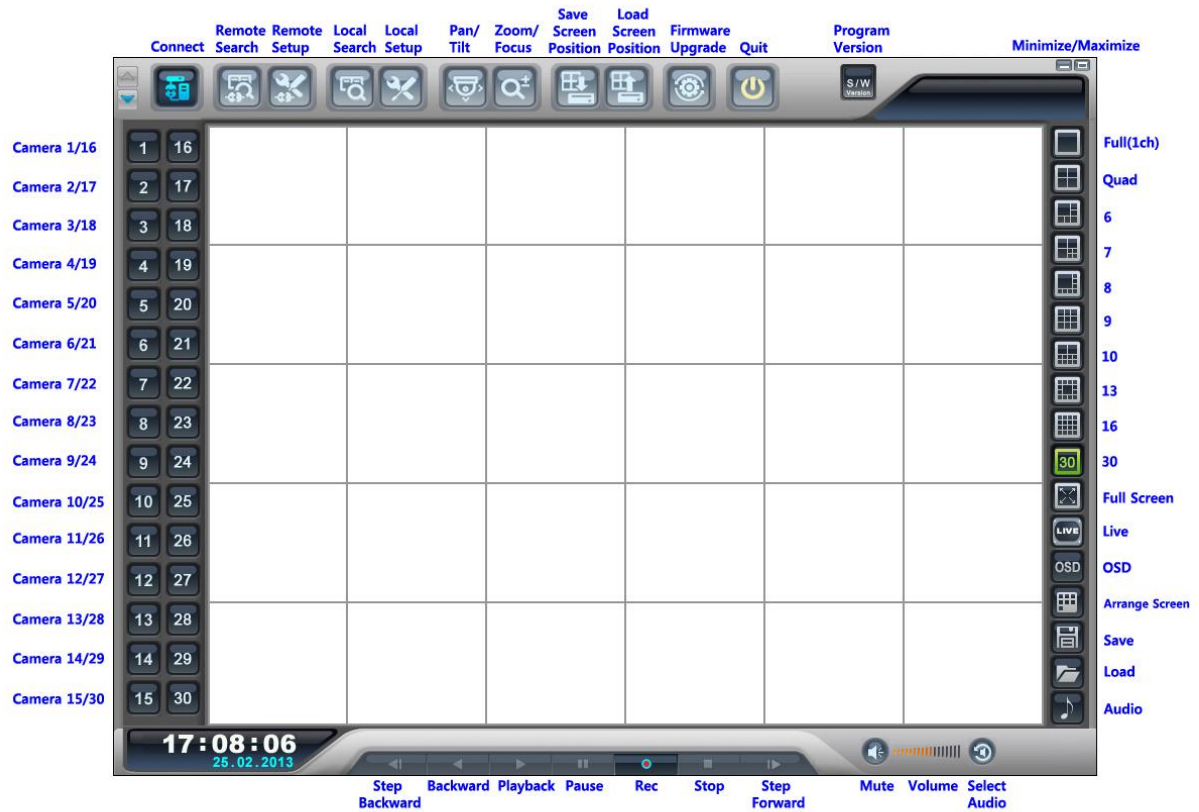 Save Load
Remote Remote Local Local Pan/ Zoom/ Screen Screen Firmware Program
Connect Search Setup Search Setup Tilt Focus Position Position Upgrade Quit Version Minimize/Maximize
S/W
Version
Camera 1/16 1 16 Full(1ch)
Camera 2/17 2 17 Quad
Camera 3/18 3 18 6
Camera 4/19 4 19 7
Camera 5/20 5 20 8
Camera 6/21 6 21 9
Camera 7/22 7 22 10
Camera 8/23 8 23 13
Camera 9/24 9 24 16
30 30
Camera 10/25 10 25 Full Screen
Camera 11/26 11 26 LIVE Live
Camera 12/27 12 27 OSD OSD
Camera 13/28 13 28 Arrange Screen
Camera 14/29 14 29 Save
Camera 15/30 15 30 Load
Audio
17:08:06
25.02.2013
Step Backward Playback Pause Rec Stop Step Mute Volume Select
Backward Forward Audio